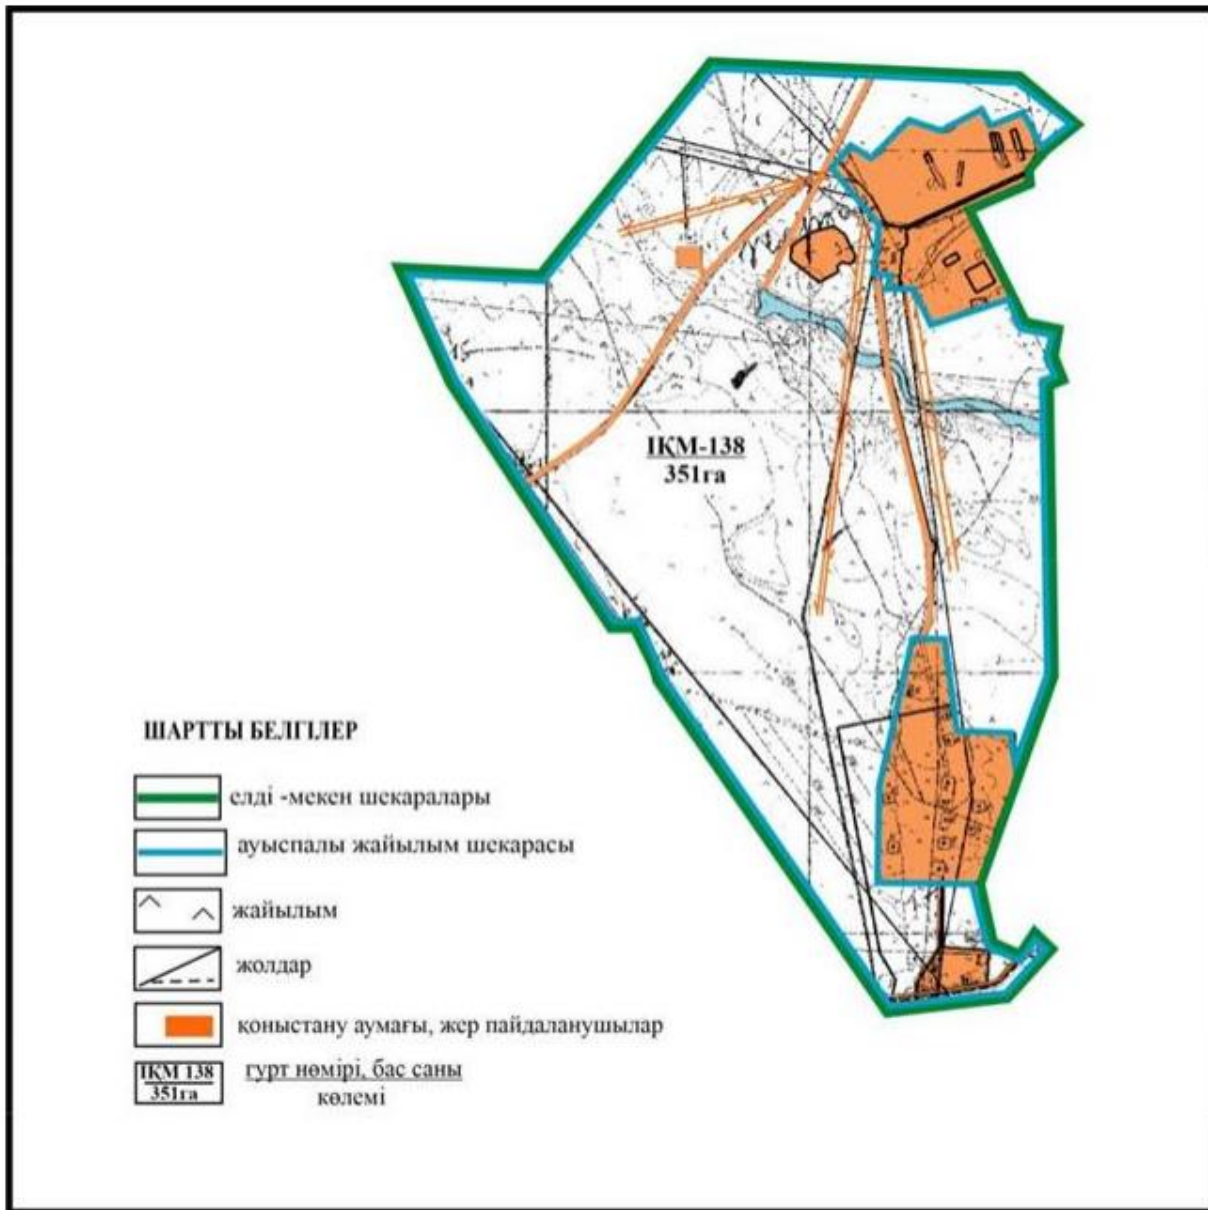 ІҚМ-138
351га
ШАРТТЫ БЕЛГІЛЕР
елді -мекен шекаралары
ауыспалы жайылым шекарасы
жайылым
жолдар
қоныстану аумағы, жер пайдаланушылар
ІҚМ 138
351га
гурт нөмірі, бас саны
көлемі